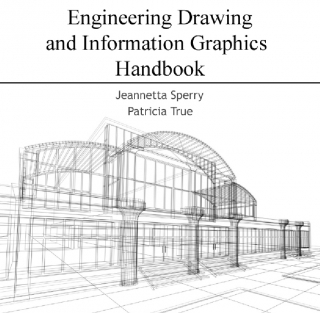 Engineering Drawing
and Information Graphics
Handbook
Jeannetta Sperry
Patricia True